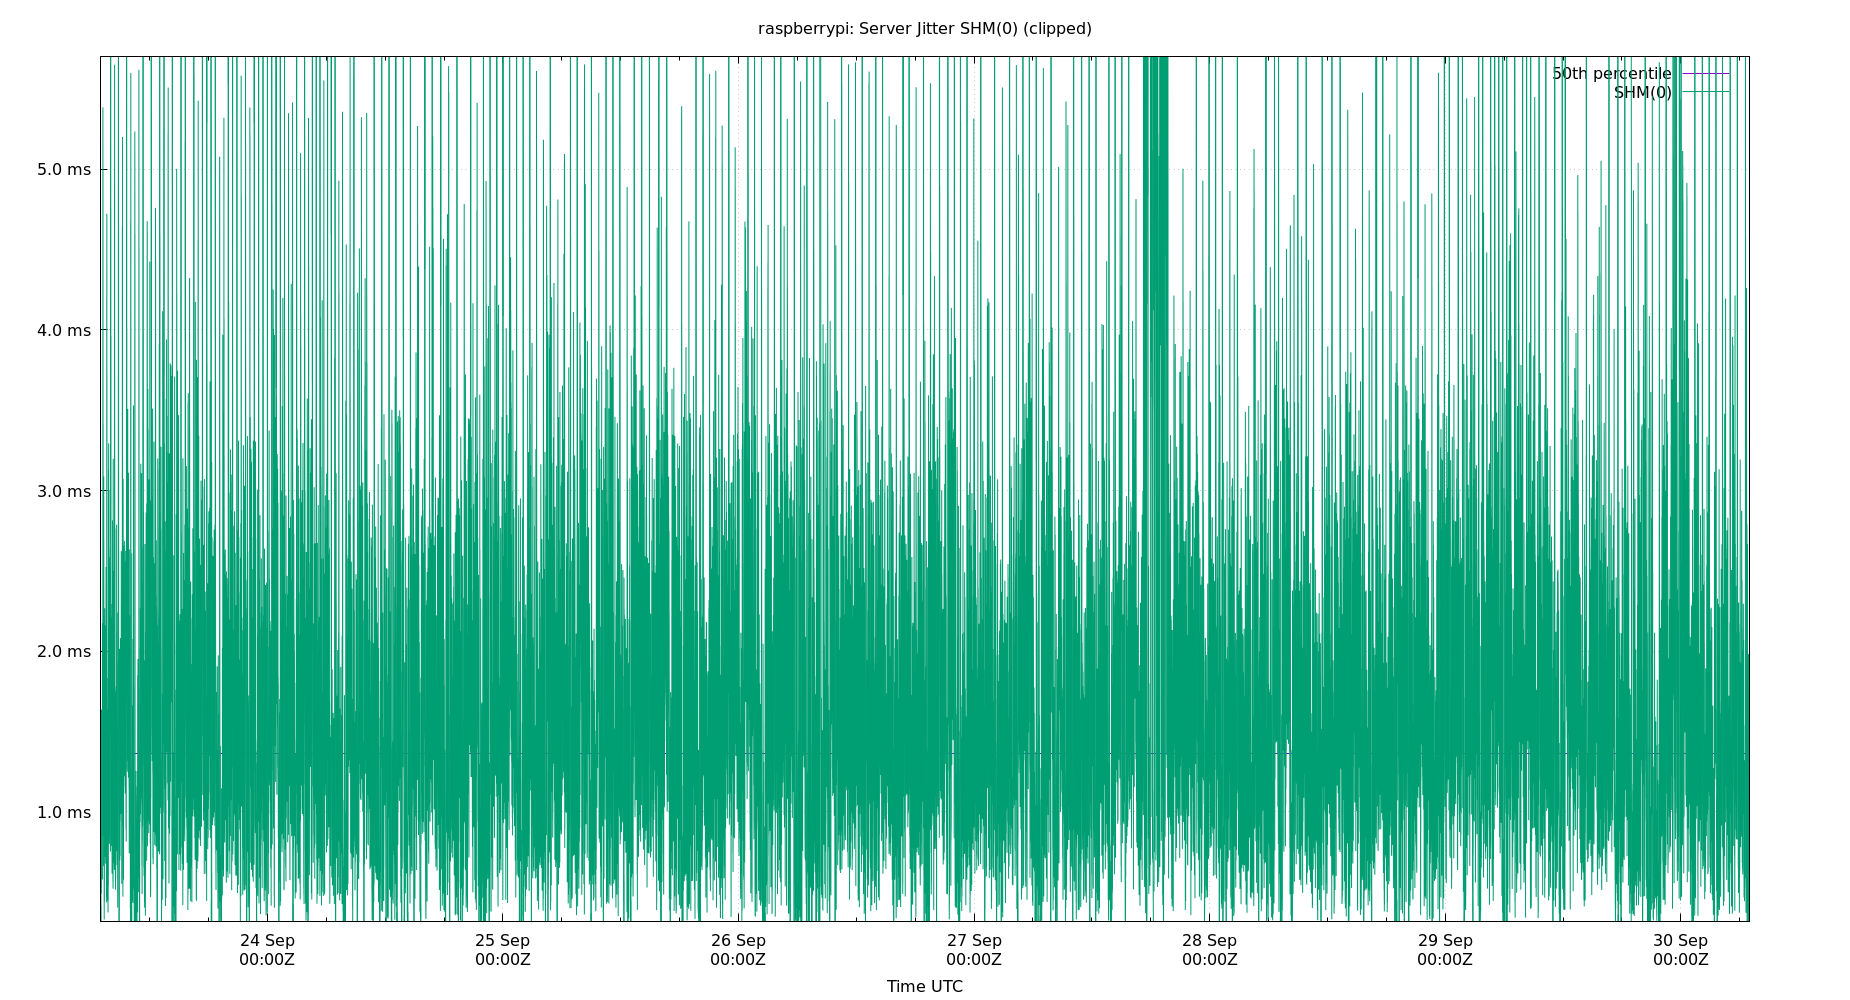 raspberrypi: Server Jitter SHM(0) (clipped)
50th percentile
SHM(0)
5.0 ms
4.0 ms
3.0 ms
2.0 ms
1.0 ms
24 Sep 25 Sep 26 Sep 27 Sep 28 Sep 29 Sep 30 Sep
00:00Z 00:00Z 00:00Z 00:00Z 00:00Z 00:00Z 00:00Z
Time UTC